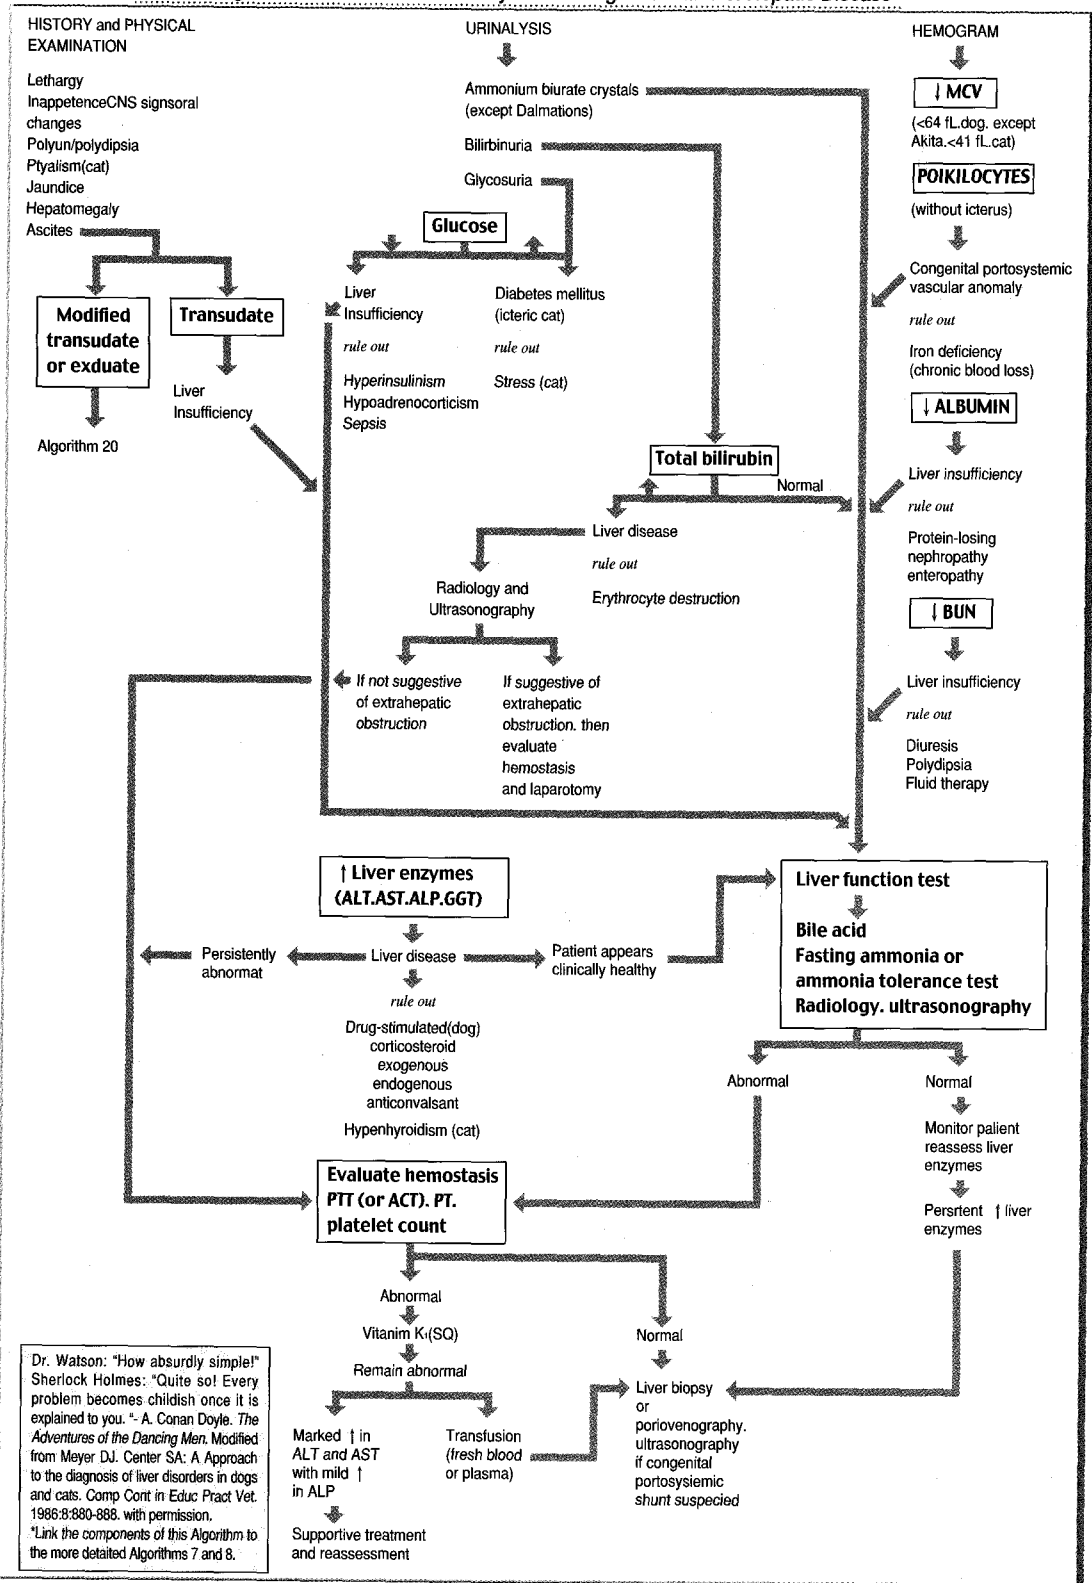 HISTORY and PHYSICAL
EXAMINATION
Lethargy
InappetenceCNS signsoral
changes
Polyun/polydipsia
Ptyalism(cat)
Jaundice
Hepatomegaly
Ascites
Modified
transudate
or exduate
Algorithm 20
Transudate
Liver
Insufficiency
URINALYSIS
Ammonium biurate crystals
(except Dalmations)
Bilirbinuria
Glycosuria
Glucose
Liver
Insufficiency
rule out
Hyperinsulinism
Hypoadrenocorticism
Sepsis
Diabetes mellitus
(icteric cat)
rule out
Stress (cat)
Total bilirubin
Normal
Liver disease
rule out
Erythrocyte destruction
Radiology and
Ultrasonography
If not suggestive
of extrahepatic
obstruction
If suggestive of
extrahepatic
obstruction. then
evaluate
hemostasis
and laparotomy
HEMOGRAM
↓ MCV
(<64 fL.dog. except
Akita.<41 fL.cat)
POIKILOCYTES
(without icterus)
Congenital portosystemic
vascular anomaly
rule out
Iron deficiency
(chronic blood loss)
↓ ALBUMIN
Liver insufficiency
rule out
Protein-losing
nephropathy
enteropathy
↓ BUN
Liver insufficiency
rule out
Diuresis
Polydipsia
Fluid therapy
↑ Liver enzymes
(ALT.AST.ALP.GGT)
Persistently
abnormat
Liver disease
Patient appears
clinically healthy
rule out
Drug-stimulated(dog)
corticosteroid
exogenous
endogenous
anticonvalsant
Hypenhyroidism (cat)
Liver function test
Bile acid
Fasting ammonia or
ammonia tolerance test
Radiology. ultrasonography
Abnormal
Normal
Monitor palient
reassess liver
enzymes
Perstent ↑ liver
enzymes
Evaluate hemostasis
PTT (or ACT). PT.
platelet count
Abnormal
Vitanim K₁(SQ)
Remain abnormal
Marked ↑ in
ALT and AST
with mild ↑
in ALP
Supportive treatment
and reassessment
Transfusion
(fresh blood
or plasma)
Normal
Liver biopsy
or
poriovenography.
ultrasonography
if congenital
portosysiemic
shunt suspecied
Dr. Watson: "How absurdly simple!"
Sherlock Holmes: "Quite so! Every
problem becomes childish once it is
explained to you. "- A. Conan Doyle. The
Adventures of the Dancing Men. Modified
from Meyer DJ. Center SA: A Approach
to the diagnosis of liver disorders in dogs
and cats. Comp Cont in Educ Pract Vet.
1986:8:880-888. with permission.
*Link the components of this Algorithm to
the more detaited Algorithms 7 and 8.